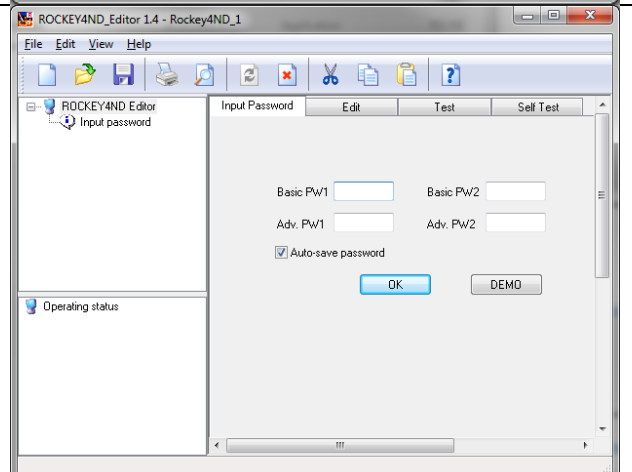 ROCKEY4ND_Editor 1.4 - Rockey4ND_1
File Edit View Help
ROCKEY4ND Editor
Input password
Operating status
Input Password Edit Test Self Test
Basic PW1 Basic PW2
Adv. PW1 Adv. PW2
Auto-save password
OK DEMO